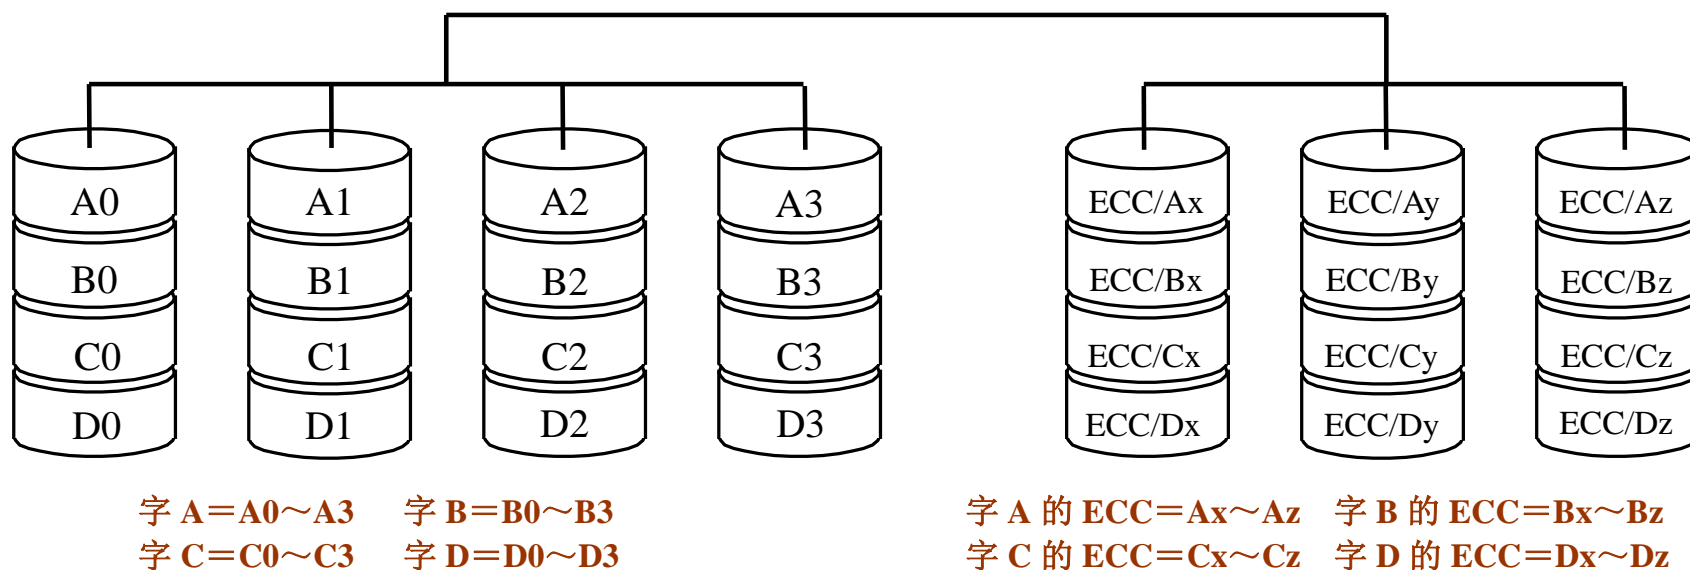 A0 A1 A2 A3 ECC/Ax ECC/Ay ECC/Az
B0 B1 B2 B3 ECC/Bx ECC/By ECC/Bz
C0 C1 C2 C3 ECC/Cx ECC/Cy ECC/Cz
D0 D1 D2 D3 ECC/Dx ECC/Dy ECC/Dz
字 A＝A0～A3 字 B＝B0～B3 字 A 的 ECC＝Ax～Az 字 B 的 ECC＝Bx～Bz
字 C＝C0～C3 字 D＝D0～D3 字 C 的 ECC＝Cx～Cz 字 D 的 ECC＝Dx～Dz